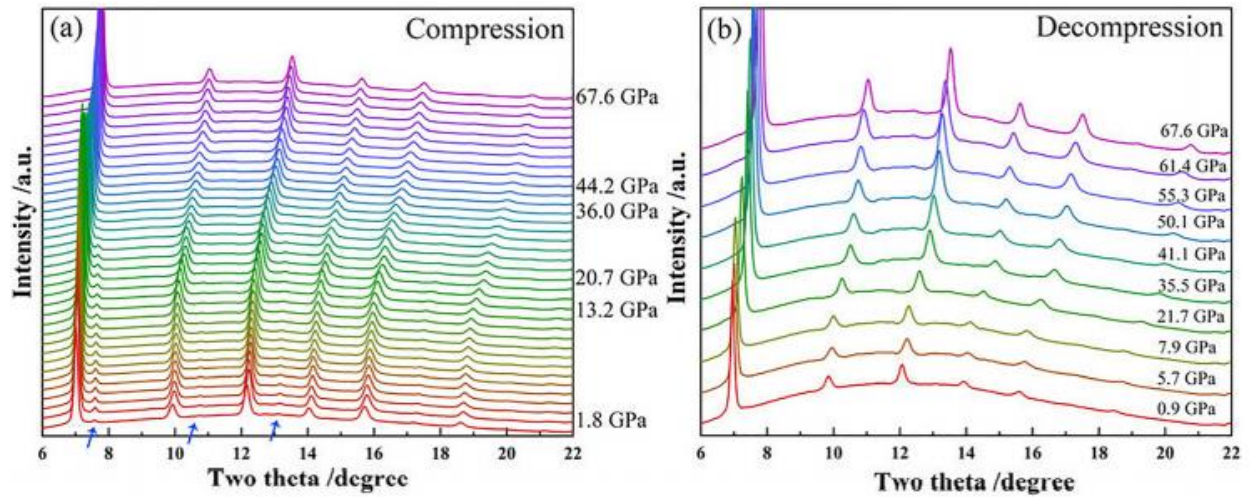 (a) Compression
67.6 GPa
44.2 GPa
36.0 GPa
20.7 GPa
13.2 GPa
1.8 GPa
Intensity /a.u.
6 8 10 12 14 16 18 20 22
Two theta /degree
(b) Decompression
67.6 GPa
61.4 GPa
55.3 GPa
50.1 GPa
41.1 GPa
35.5 GPa
21.7 GPa
7.9 GPa
5.7 GPa
0.9 GPa
Intensity /a.u.
6 8 10 12 14 16 18 20 22
Two theta /degree